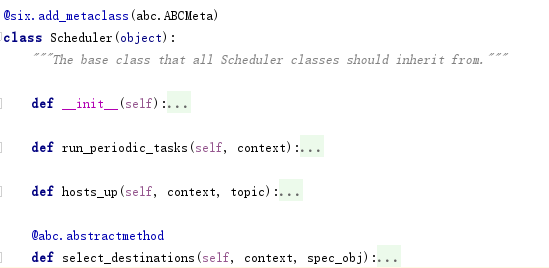 @six.add_metaclass(abc.ABCMeta)
class Scheduler(object):
"""The base class that all Scheduler classes should inherit from."""
def __init__(self):...
def run_periodic_tasks(self, context):...
def hosts_up(self, context, topic):...
@abc.abstractmethod
def select_destinations(self, context, spec_obj):...